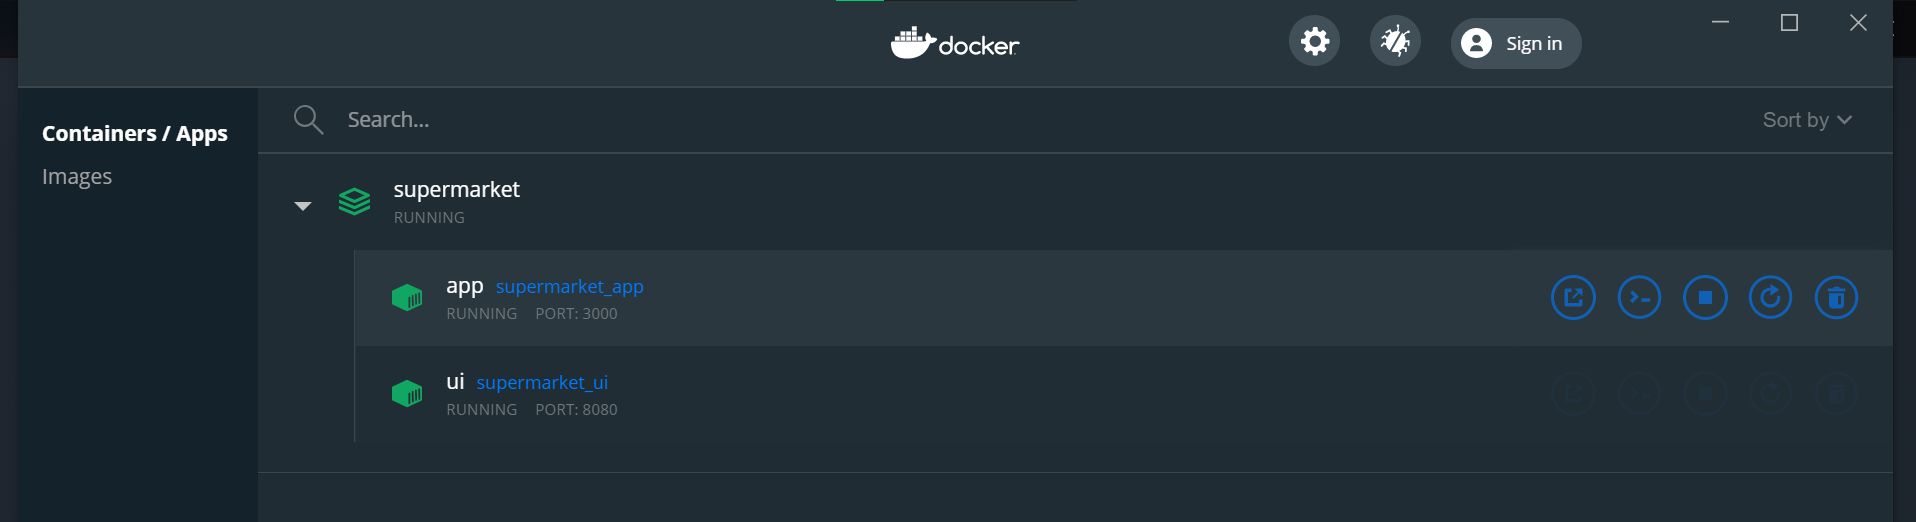 docker
Sign in
Containers / Apps
Images
Search...
Sort by
supermarket
RUNNING
app supermarket_app
RUNNING PORT: 3000
ui supermarket_ui
RUNNING PORT: 8080